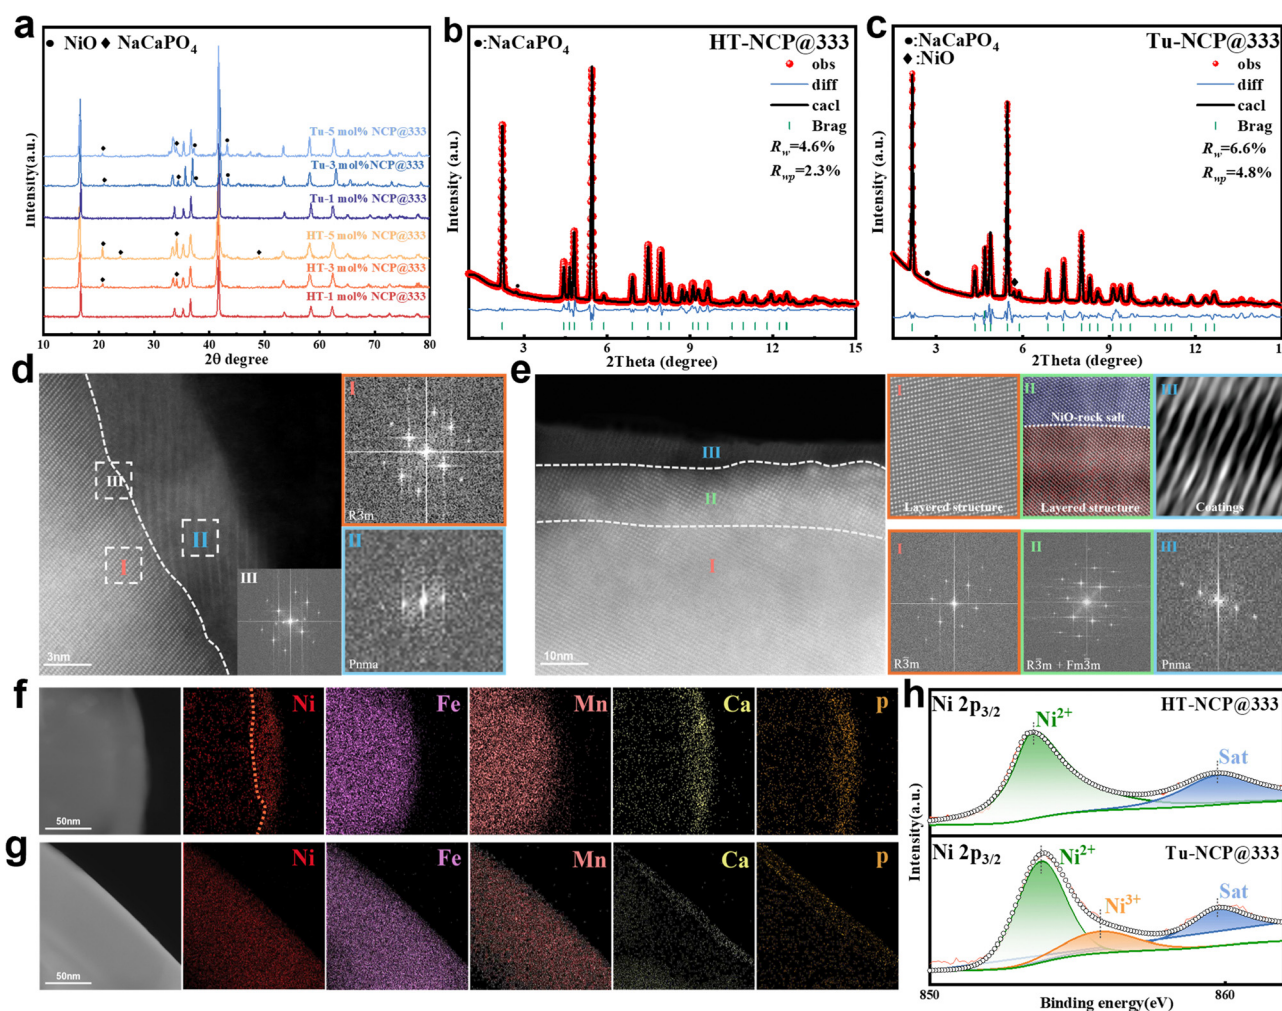 a
● NiO ◆ NaCaPO₄
Tu-5 mol% NCP@333
Tu-3 mol% NCP@333
Tu-1 mol% NCP@333
HT-5 mol% NCP@333
HT-3 mol% NCP@333
HT-1 mol% NCP@333
Intensity(a.u.)
10 20 30 40 50 60 70 80
2θ degree
b
●:NaCaPO₄
HT-NCP@333
obs
diff
cacl
Brag
Rw=4.6%
Rwp=2.3%
Intensity (a.u.)
3 6 9 12 15
2Theta (degree)
c
●:NaCaPO₄
◆:NiO
Tu-NCP@333
obs
diff
cacl
Brag
Rw=6.6%
Rwp=4.8%
Intensity (a.u.)
3 6 9 12 15
2Theta (degree)
d
III
II
I
3nm
III
I
R3̄m
II
Pnma
e
III
II
I
10nm
I
Layered structure
II
NiO-rock salt
Layered structure
III
Coatings
I
R3̄m
II
R3̄m + Fm3̄m
III
Pnma
f
50nm
Ni
Fe
Mn
Ca
p
g
50nm
Ni
Fe
Mn
Ca
p
h
Ni 2p₃/₂
HT-NCP@333
Ni²⁺
Sat
Ni 2p₃/₂
Tu-NCP@333
Ni²⁺
Ni³⁺
Sat
Intensity(a.u.)
850 860
Binding energy(eV)